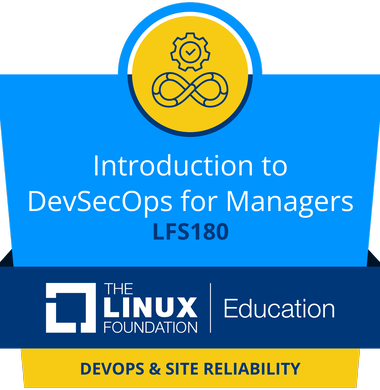 Introduction to
DevSecOps for Managers
LFS180
THE
LINUX
FOUNDATION
Education
DEVOPS & SITE RELIABILITY